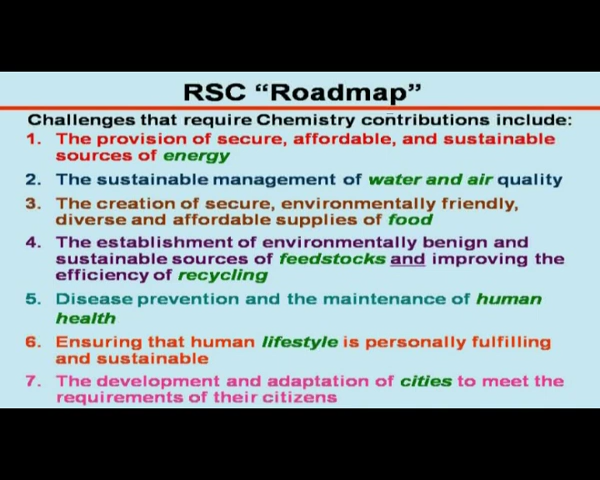 RSC “Roadmap”
Challenges that require Chemistry contributions include:
1. The provision of secure, affordable, and sustainable
sources of energy
2. The sustainable management of water and air quality
3. The creation of secure, environmentally friendly,
diverse and affordable supplies of food
4. The establishment of environmentally benign and
sustainable sources of feedstocks and improving the
efficiency of recycling
5. Disease prevention and the maintenance of human
health
6. Ensuring that human lifestyle is personally fulfilling
and sustainable
7. The development and adaptation of cities to meet the
requirements of their citizens